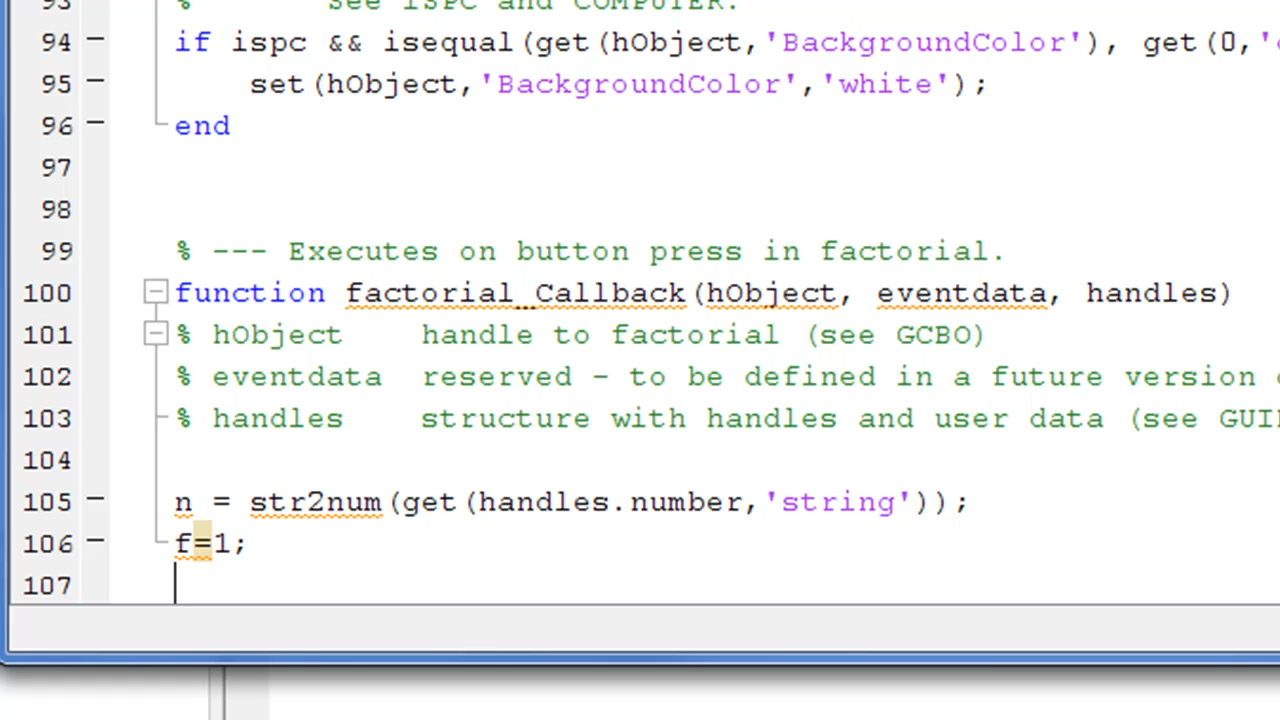 93 % See ISPC and COMPUTER.
94 – if ispc && isequal(get(hObject,'BackgroundColor'), get(0,'
95 – set(hObject,'BackgroundColor','white');
96 – end
97
98
99 % --- Executes on button press in factorial.
100 function factorial_Callback(hObject, eventdata, handles)
101 % hObject handle to factorial (see GCBO)
102 % eventdata reserved - to be defined in a future version
103 % handles structure with handles and user data (see GUI
104
105 – n = str2num(get(handles.number,'string'));
106 – f=1;
107